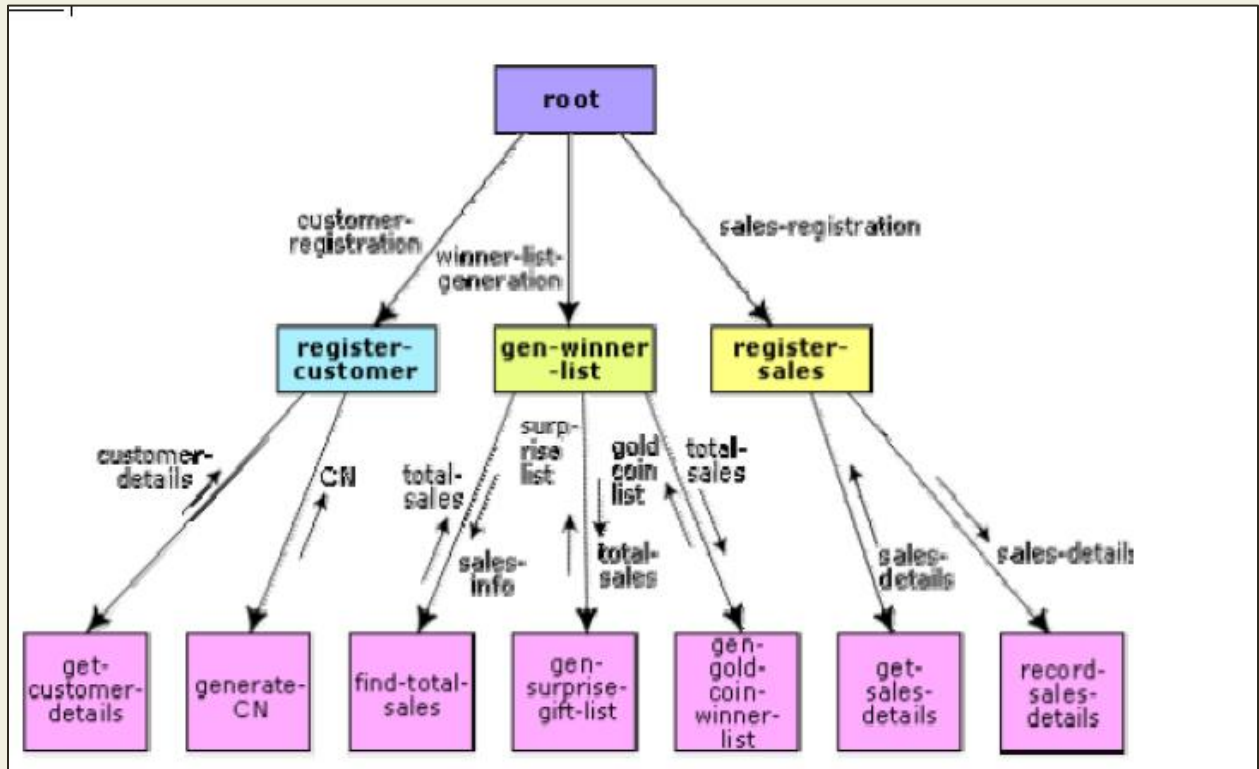 root
customer-
registration
winner-list-
generation
sales-registration
register-
customer
gen-winner
-list
register-
sales
customer-
details
CN
total-
sales
sales-
info
surp-
rise
list
total-
sales
gold
coin
list
total-
sales
sales-
details
sales-detail
get-
customer-
details
generate-
CN
find-total-
sales
gen-
surprise-
gift-list
gen-
gold-
coin-
winner-
list
get-
sales-
details
record-
sales-
details